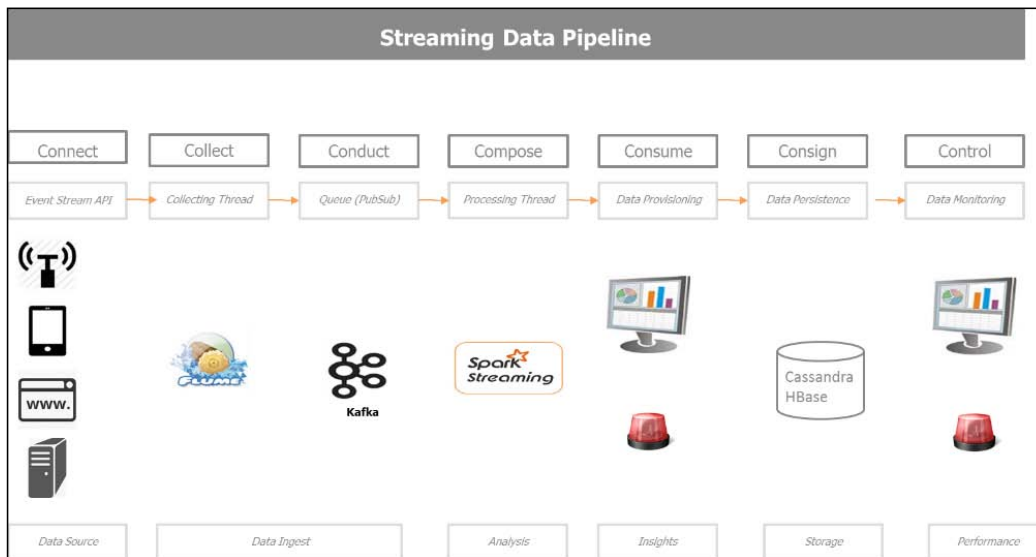 Streaming Data Pipeline
Connect
Collect
Conduct
Compose
Consume
Consign
Control
Event Stream API
Collecting Thread
Queue (PubSub)
Processing Thread
Data Provisioning
Data Persistence
Data Monitoring
www.
FLUME
Kafka
Spark
Streaming
Cassandra
HBase
Data Source
Data Ingest
Analysis
Insights
Storage
Performance